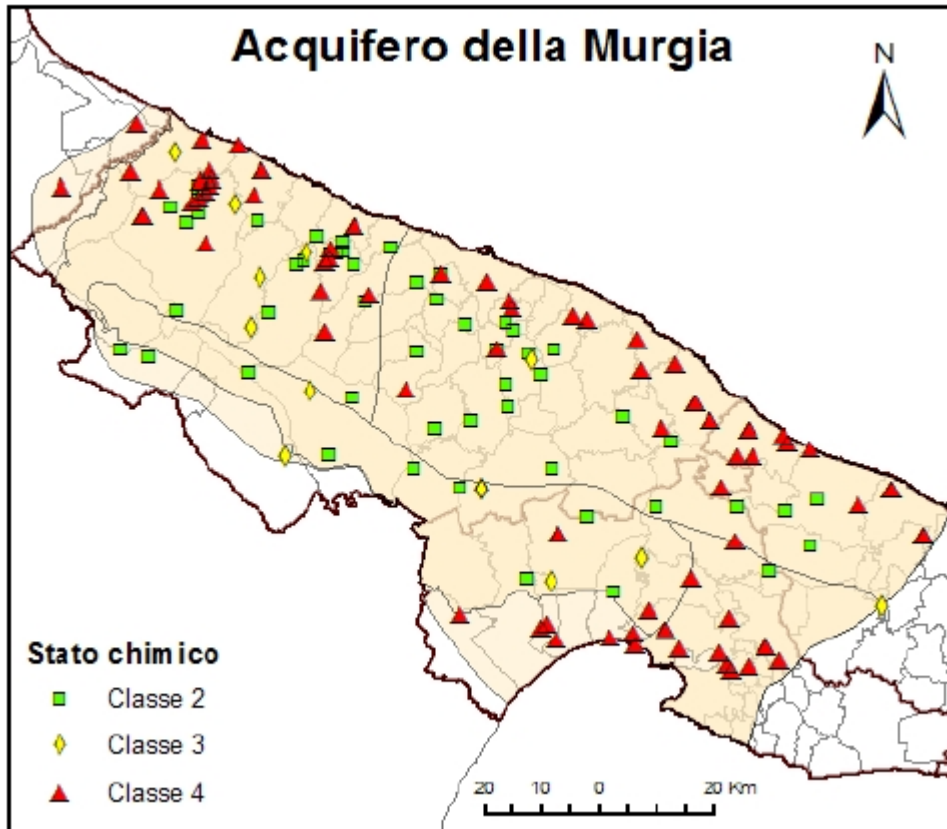 Acquifero della Murgia
N
Stato chimico
Classe 2
Classe 3
Classe 4
20 10 0 20 Km